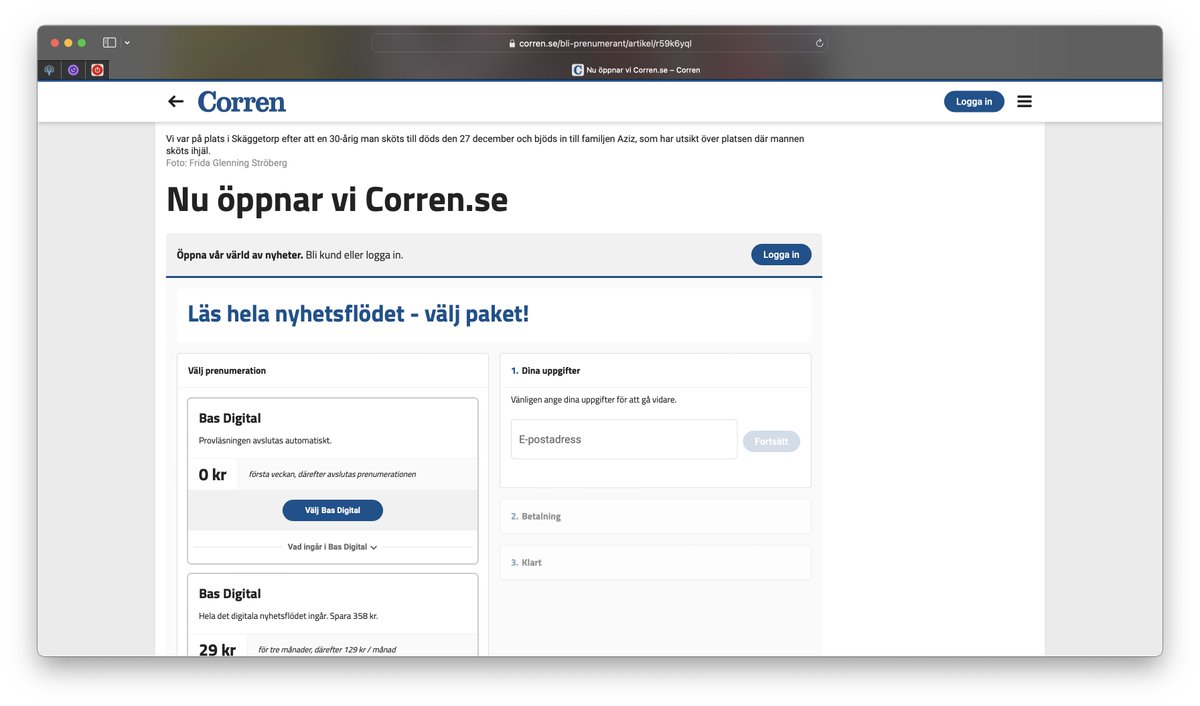 corren.se/bli-prenumerant/artikel/r59k6yql
Nu öppnar vi Corren.se – Corren
Corren
Logga in
Vi var på plats i Skäggetorp efter att en 30-årig man sköts till döds den 27 december och bjöds in till familjen Aziz, som har utsikt över platsen där mannen
sköts ihjäl.
Foto: Frida Glenning Ströberg
Nu öppnar vi Corren.se
Öppna vår värld av nyheter. Bli kund eller logga in.
Logga in
Läs hela nyhetsflödet - välj paket!
Välj prenumeration
Bas Digital
Provläsningen avslutas automatiskt.
0 kr
första veckan, därefter avslutas prenumerationen
Välj Bas Digital
Vad ingår i Bas Digital
Bas Digital
Hela det digitala nyhetsflödet ingår. Spara 358 kr.
29 kr
för tre månader, därefter 129 kr / månad
1. Dina uppgifter
Vänligen ange dina uppgifter för att gå vidare.
E-postadress
Fortsätt
2. Betalning
3. Klart